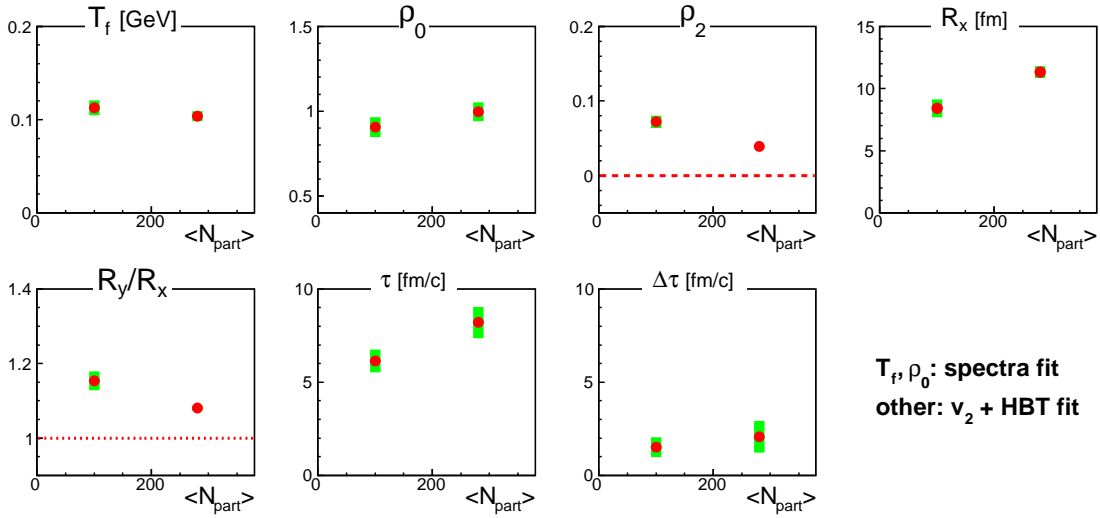 T_f [GeV]
0.2
0.1
0
0 200
<N_part>
ρ_0
1.5
1
0.5
0 200
<N_part>
ρ_2
0.2
0.1
0
0 200
<N_part>
R_x [fm]
15
10
5
0
0 200
<N_part>
R_y/R_x
1.4
1.2
1
0 200
<N_part>
τ [fm/c]
10
5
0
0 200
<N_part>
Δτ [fm/c]
10
5
0
0 200
<N_part>
T_f, ρ_0: spectra fit
other: v_2 + HBT fit